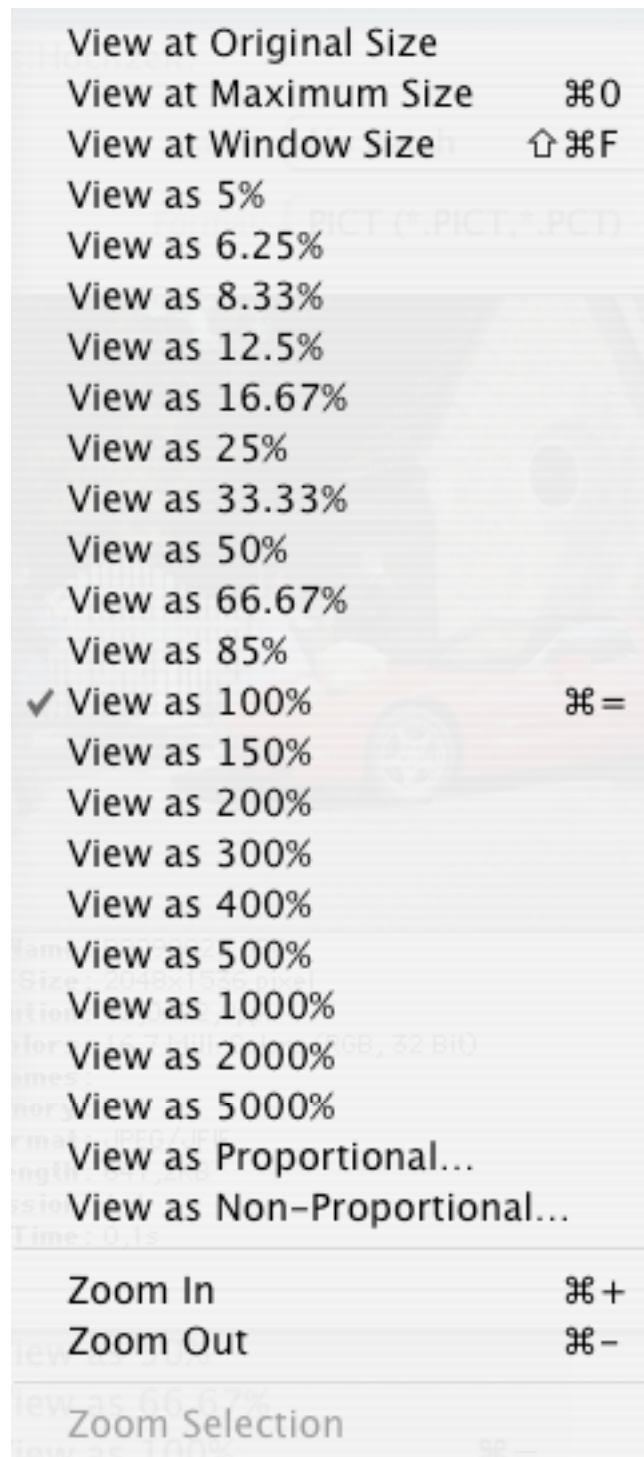 View at Original Size
View at Maximum Size ⌘0
View at Window Size ⇧⌘F
View as 5%
View as 6.25%
View as 8.33%
View as 12.5%
View as 16.67%
View as 25%
View as 33.33%
View as 50%
View as 66.67%
View as 85%
✓ View as 100% ⌘=
View as 150%
View as 200%
View as 300%
View as 400%
View as 500%
View as 1000%
View as 2000%
View as 5000%
View as Proportional...
View as Non-Proportional...
Zoom In ⌘+
Zoom Out ⌘-
Zoom Selection